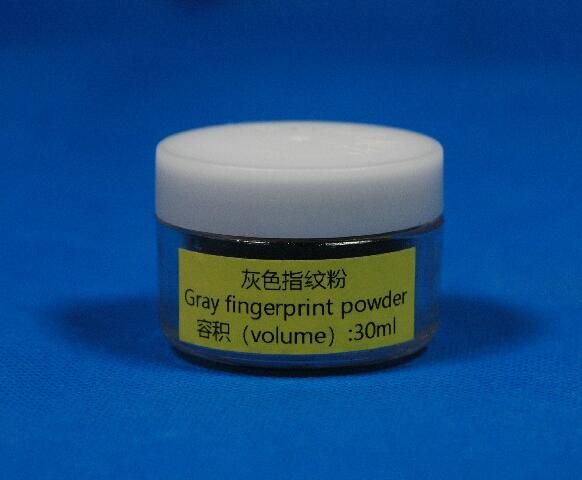 灰色指纹粉
Gray fingerprint powder
容积（volume）:30ml